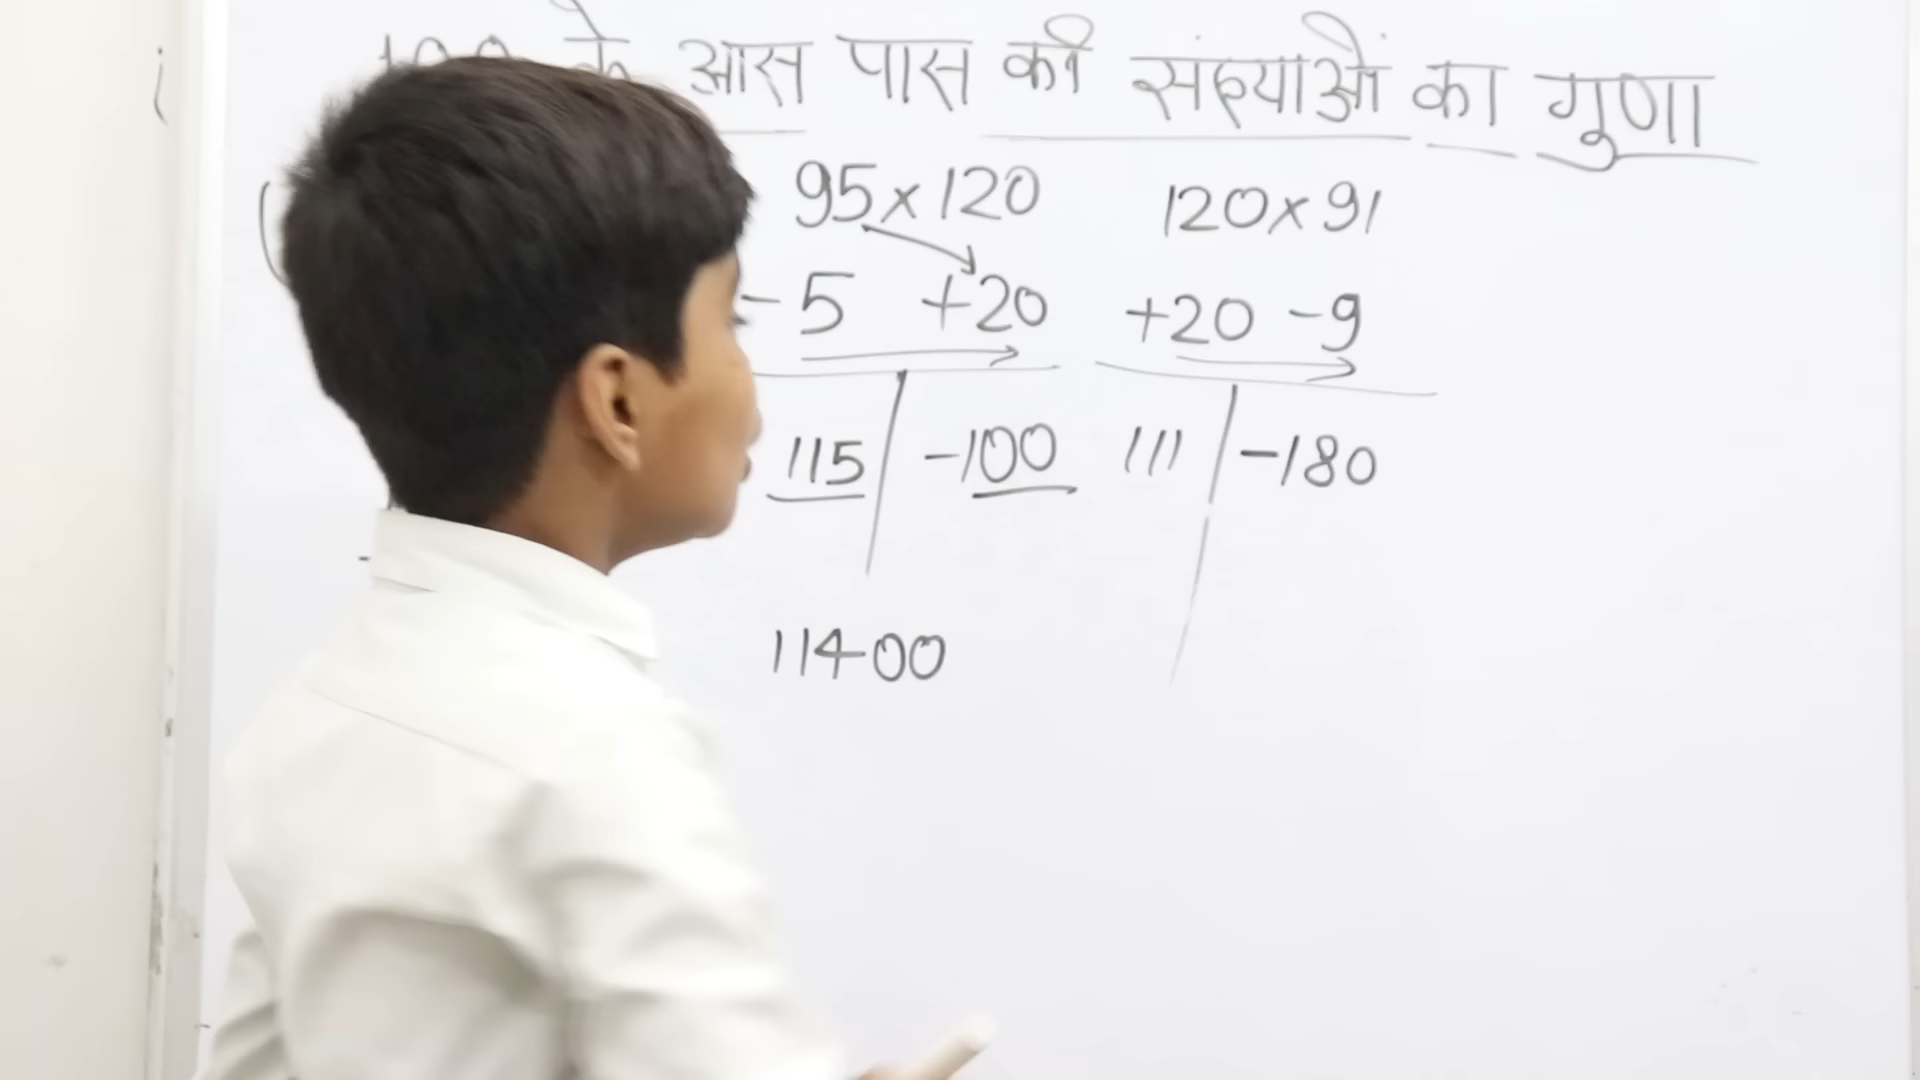 के आस पास की संख्याओं का गुणा
95 x 120
120 x 91
- 5 +20
+20 -9
115 / -100
111 / -180
11400